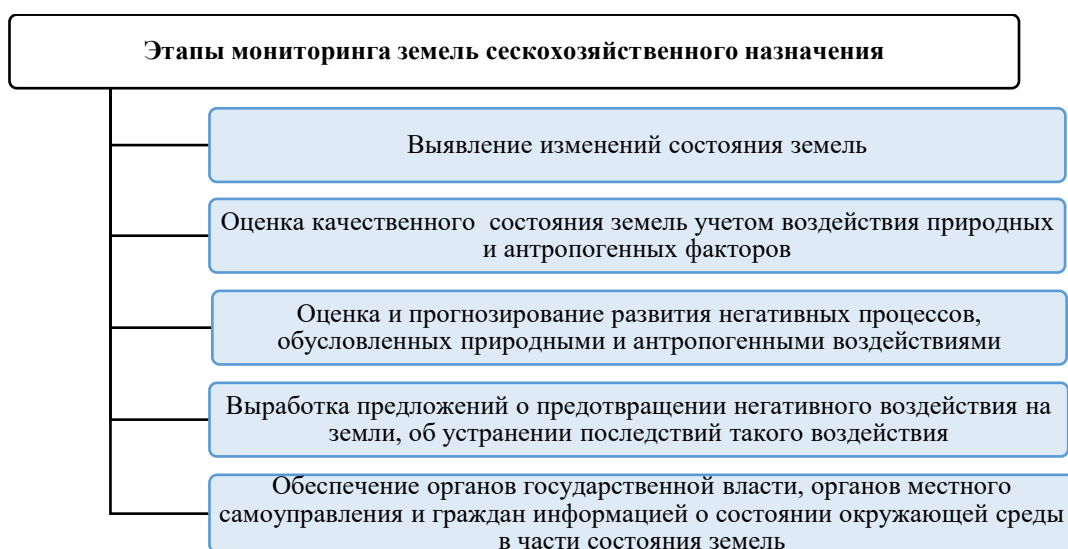 Этапы мониторинга земель сескохозяйственного назначения
Выявление изменений состояния земель
Оценка качественного состояния земель учетом воздействия природных
и антропогенных факторов
Оценка и прогнозирование развития негативных процессов,
обусловленных природными и антропогенными воздействиями
Выработка предложений о предотвращении негативного воздействия на
земли, об устранении последствий такого воздействия
Обеспечение органов государственной власти, органов местного
самоуправления и граждан информацией о состоянии окружающей среды
в части состояния земель